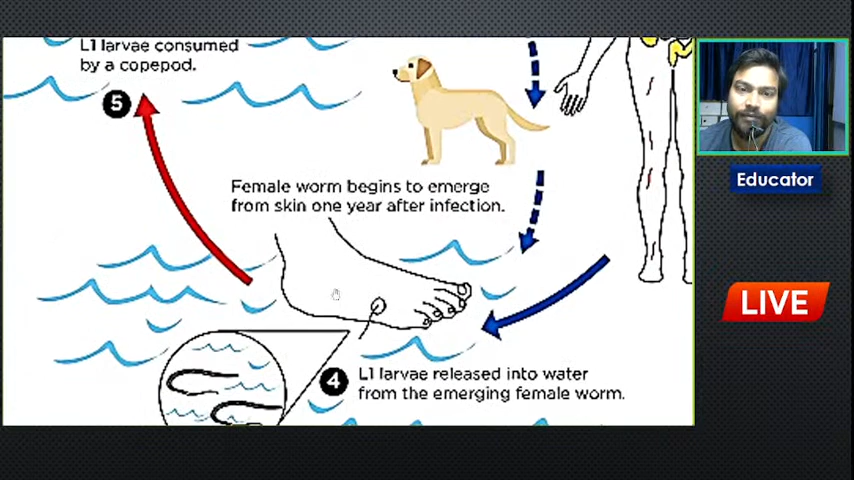 L1 larvae consumed
by a copepod.
5
Female worm begins to emerge
from skin one year after infection.
Educator
LIVE
4
L1 larvae released into water
from the emerging female worm.